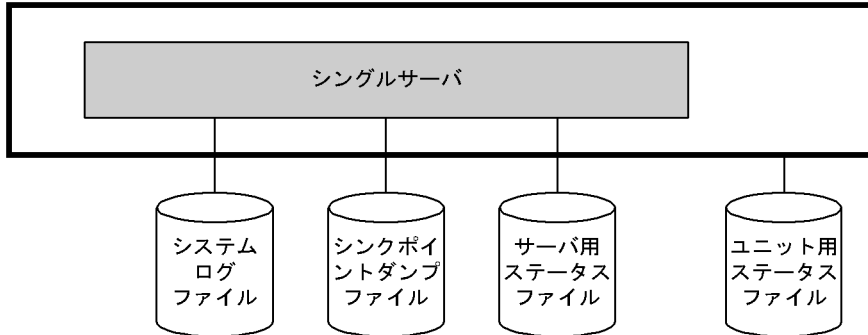 シングルサーバ
システム
ログ
ファイル
シンクポイ
ントダンプ
ファイル
サーバ用
ステータス
ファイル
ユニット用
ステータス
ファイル